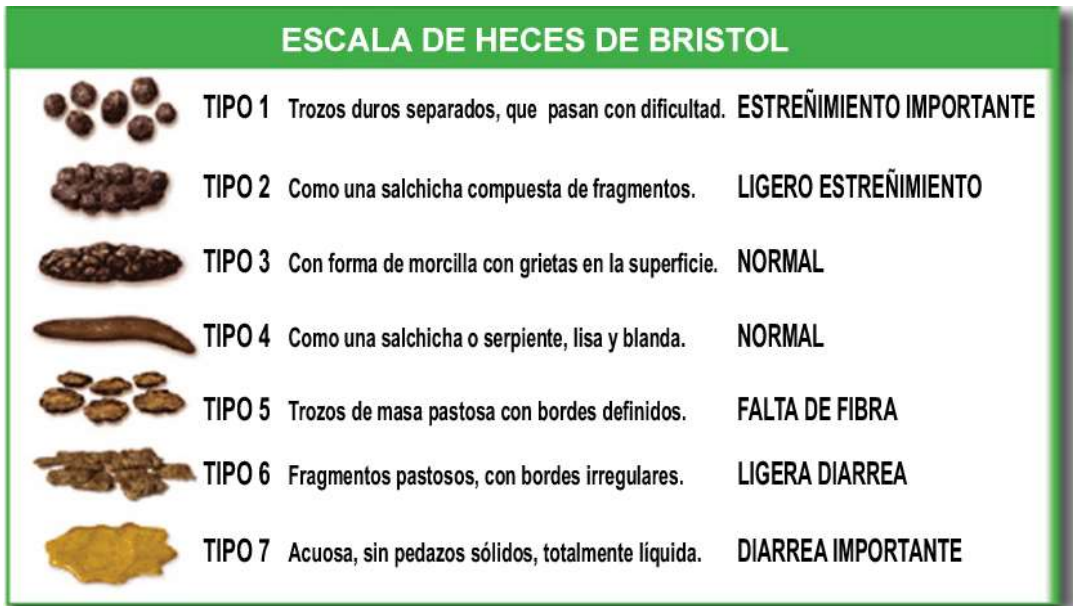 ESCALA DE HECES DE BRISTOL
TIPO 1 Trozos duros separados, que pasan con dificultad. ESTREÑIMIENTO IMPORTANTE
TIPO 2 Como una salchicha compuesta de fragmentos. LIGERO ESTREÑIMIENTO
TIPO 3 Con forma de morcilla con grietas en la superficie. NORMAL
TIPO 4 Como una salchicha o serpiente, lisa y blanda. NORMAL
TIPO 5 Trozos de masa pastosa con bordes definidos. FALTA DE FIBRA
TIPO 6 Fragmentos pastosos, con bordes irregulares. LIGERA DIARREA
TIPO 7 Acuosa, sin pedazos sólidos, totalmente líquida. DIARREA IMPORTANTE